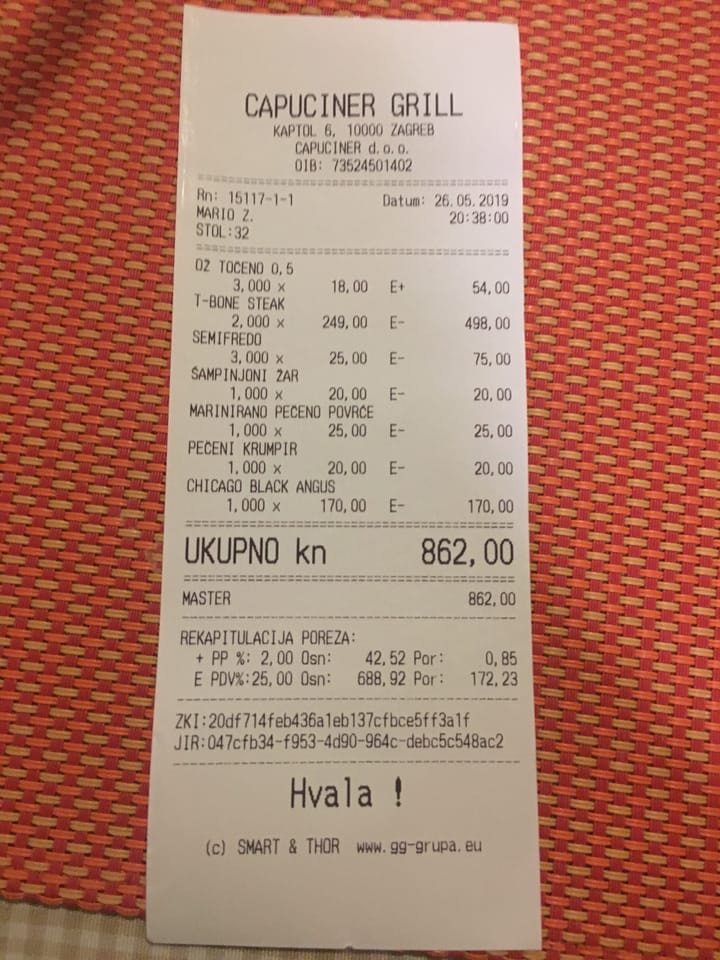 CAPUCINER GRILL
KAPTOL 6, 10000 ZAGREB
CAPUCINER d.o.o.
OIB: 73524501402
Rn: 15117-1-1 Datum: 26.05.2019
MARIO Z. 20:38:00
STOL:32
OŽ TOČENO 0,5
3,000 x 18,00 E+ 54,00
T-BONE STEAK
2,000 x 249,00 E- 498,00
SEMIFREDO
3,000 x 25,00 E- 75,00
ŠAMPINJONI ŽAR
1,000 x 20,00 E- 20,00
MARINIRANO PEČENO POVRĆE
1,000 x 25,00 E- 25,00
PEČENI KRUMPIR
1,000 x 20,00 E- 20,00
CHICAGO BLACK ANGUS
1,000 x 170,00 E- 170,00
UKUPNO kn 862,00
MASTER 862,00
REKAPITULACIJA POREZA:
+ PP %: 2,00 Osn: 42,52 Por: 0,85
E PDV%:25,00 Osn: 688,92 Por: 172,23
ZKI:20df714feb436a1eb137cfbce5ff3a1f
JIR:047cfb34-f953-4d90-964c-debc5c548ac2
Hvala !
(c) SMART & THOR www.gg-grupa.eu